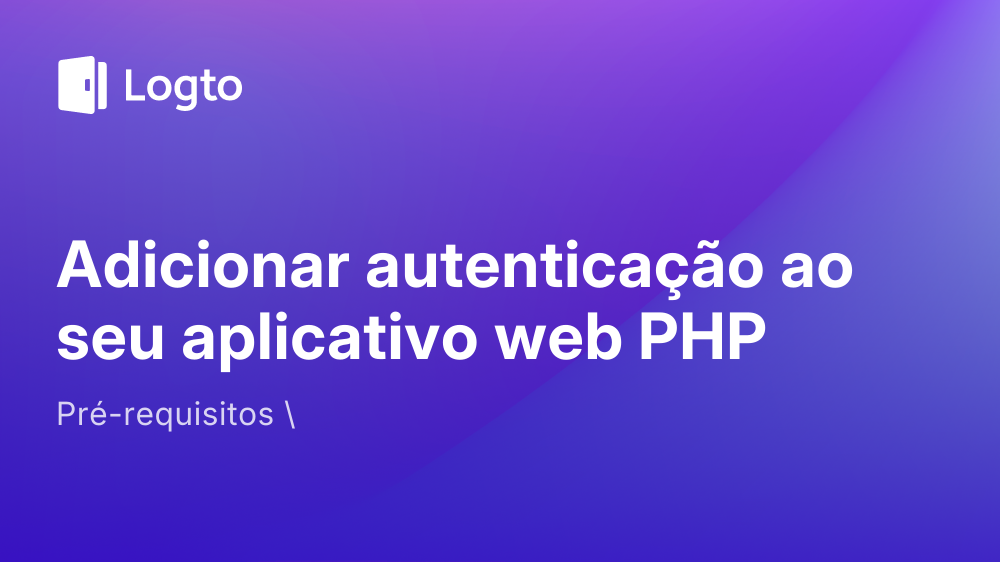 Logto
Adicionar autenticação ao
seu aplicativo web PHP
Pré-requisitos \